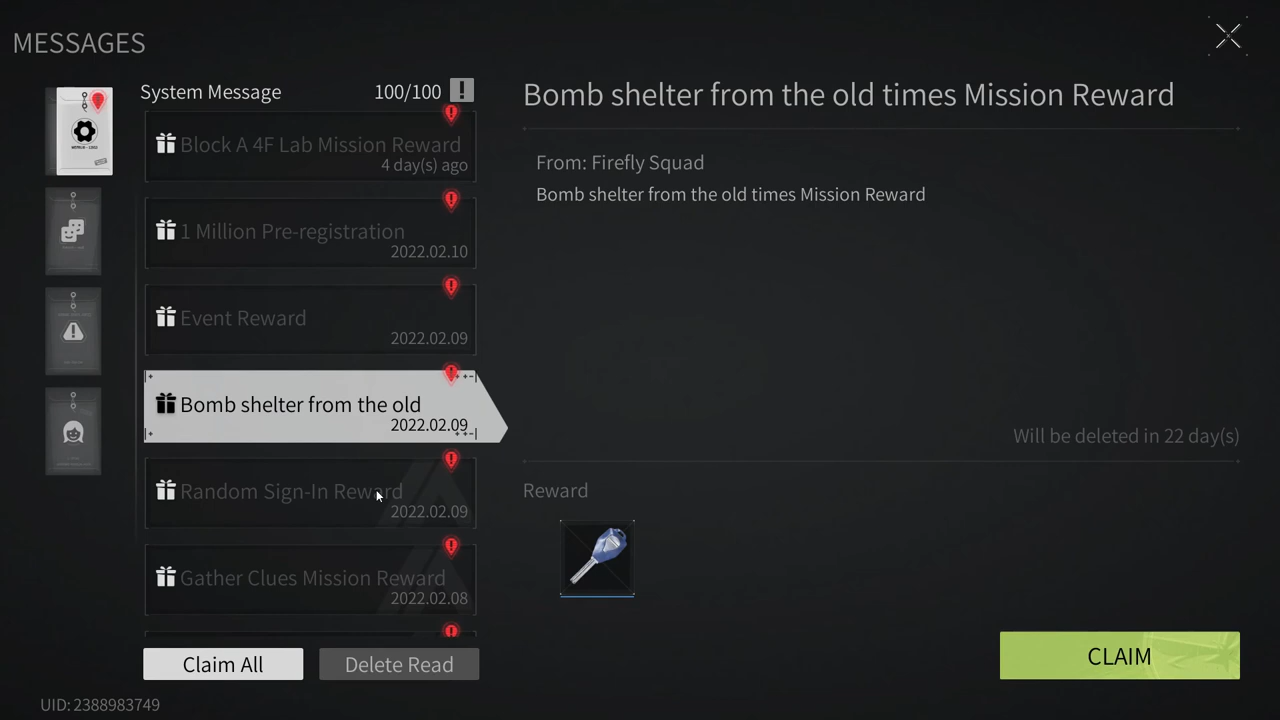 MESSAGES
System Message 100/100
Block A 4F Lab Mission Reward
4 day(s) ago
1 Million Pre-registration
2022.02.10
Event Reward
2022.02.09
Bomb shelter from the old
2022.02.09
Random Sign-In Reward
2022.02.09
Gather Clues Mission Reward
2022.02.08
Claim All
Delete Read
UID: 2388983749
Bomb shelter from the old times Mission Reward
From: Firefly Squad
Bomb shelter from the old times Mission Reward
Will be deleted in 22 day(s)
Reward
CLAIM